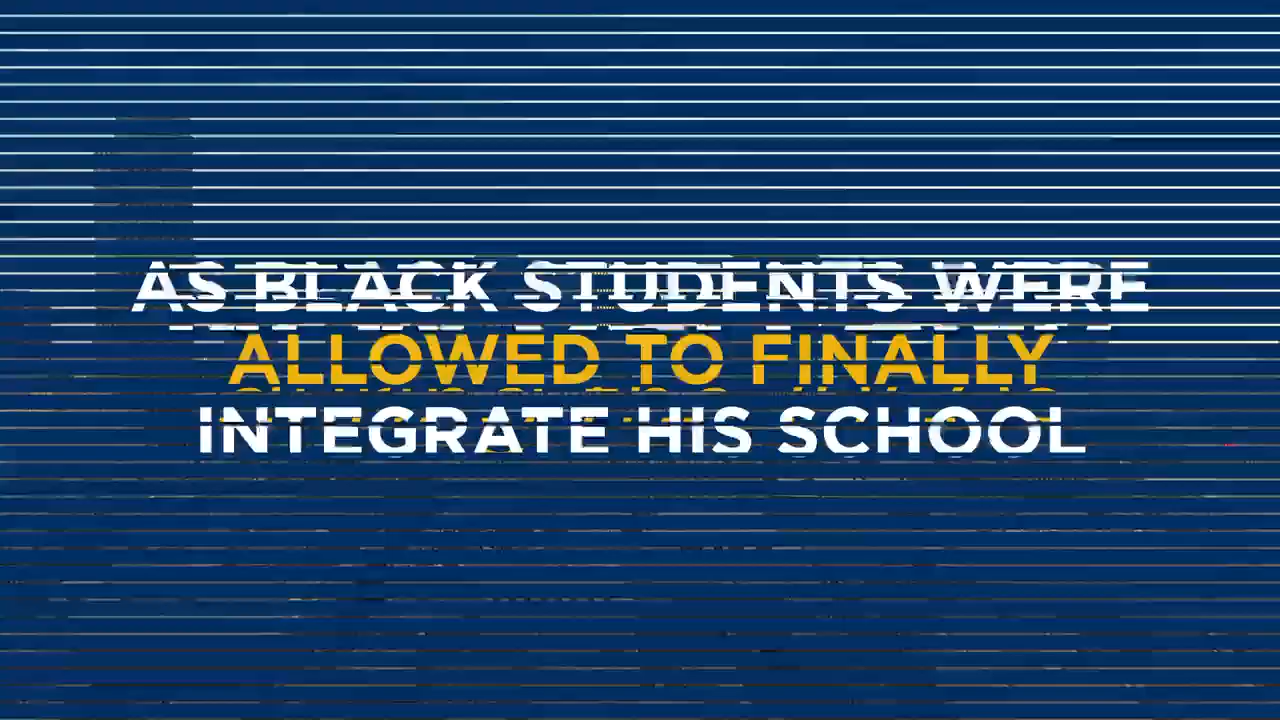 AS BLACK STUDENTS WERE
ALLOWED TO FINALLY
INTEGRATE HIS SCHOOL